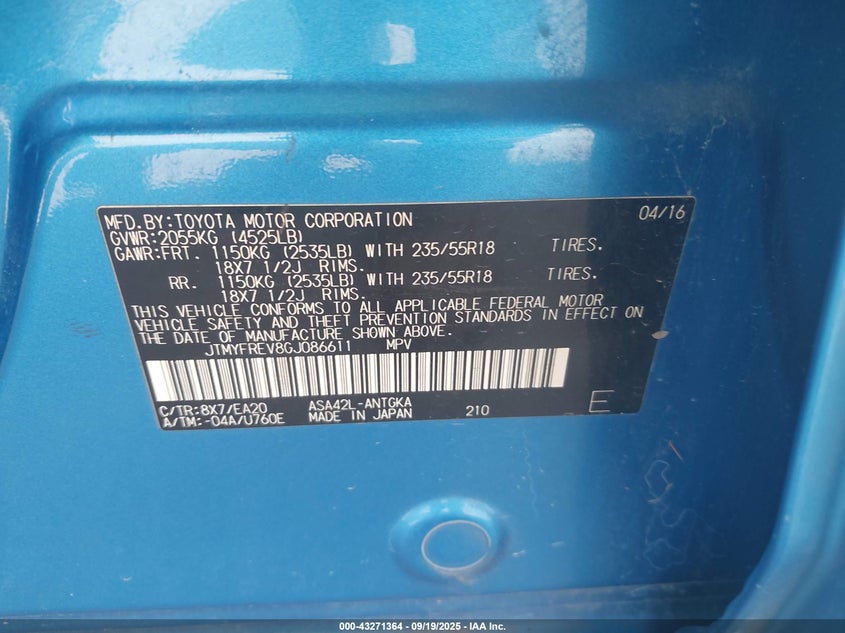 MFD.BY:TOYOTA MOTOR CORPORATION 04/16
GVWR:2055KG (4525LB)
GAWR:FRT. 1150KG (2535LB) WITH 235/55R18 TIRES.
18X7 1/2J RIMS.
RR. 1150KG (2535LB) WITH 235/55R18 TIRES.
18X7 1/2J RIMS.
THIS VEHICLE CONFORMS TO ALL APPLICABLE FEDERAL MOTOR
VEHICLE SAFETY AND THEFT PREVENTION STANDARDS IN EFFECT ON
THE DATE OF MANUFACTURE SHOWN ABOVE.
JTMYFREV8GJ086611 MPV
C/TR:8X7/EA20 ASA42L-ANTGKA
A/TM:-04A/U760E MADE IN JAPAN 210 E
000-43271364 - 09/19/2025 - IAA Inc.